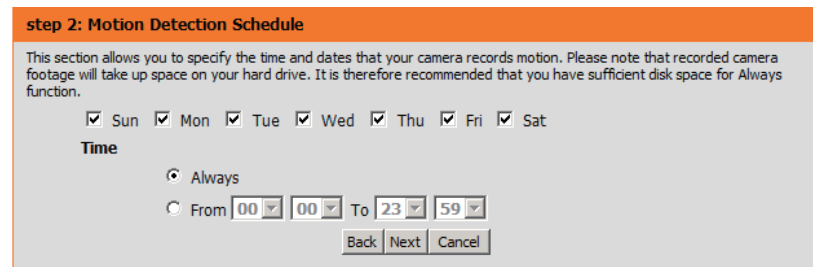 step 2: Motion Detection Schedule
This section allows you to specify the time and dates that your camera records motion. Please note that recorded camera
footage will take up space on your hard drive. It is therefore recommended that you have sufficient disk space for Always
function.
Sun Mon Tue Wed Thu Fri Sat
Time
Always
From 00 00 To 23 59
Back Next Cancel